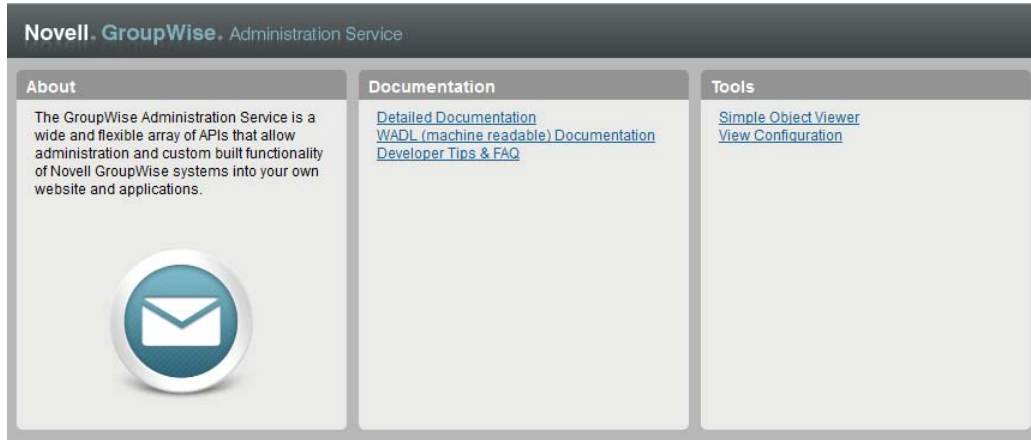 Novell. GroupWise. Administration Service
About
The GroupWise Administration Service is a
wide and flexible array of APIs that allow
administration and custom built functionality
of Novell GroupWise systems into your own
website and applications.
Documentation
Detailed Documentation
WADL (machine readable) Documentation
Developer Tips & FAQ
Tools
Simple Object Viewer
View Configuration